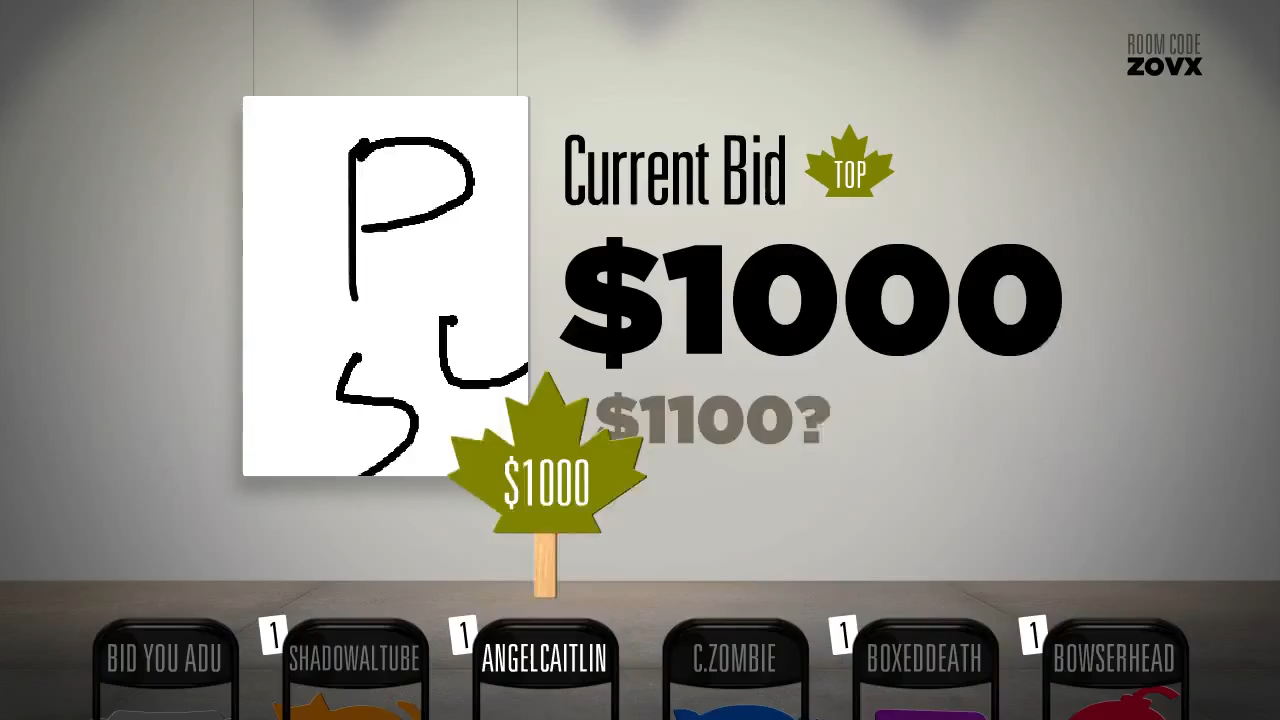 ROOM CODE
ZOVX
P
U
S
Current Bid
TOP
$1000
$1100?
$1000
BID YOU ADU
1
SHADOWALTUBE
1
ANGELCAITLIN
C.ZOMBIE
1
BOXEDDEATH
1
BOWSERHEAD